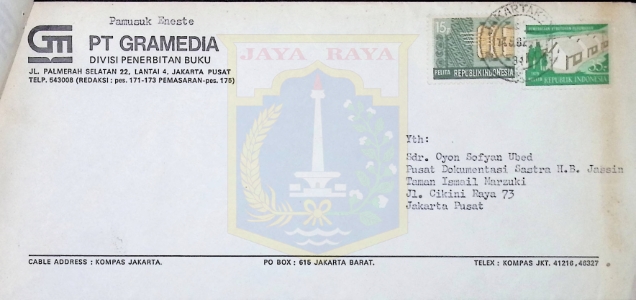 Pamusuk Eneste
GM PT GRAMEDIA
DIVISI PENERBITAN BUKU
JL. PALMERAH SELATAN 22, LANTAI 4, JAKARTA PUSAT
TELP. 543008 (REDAKSI : pes. 171-173 PEMASARAN-pes. 175)
JAYA RAYA
15r
PELITA REPUBLIK INDONESIA
REPUBLIK INDONESIA
Yth:
Sdr. Oyon Sofyan Ubed
Pusat Dokumentasi Sastra H.B. Jassin
Taman Ismail Marzuki
Jl. Cikini Raya 73
Jakarta Pusat
CABLE ADDRESS : KOMPAS JAKARTA. PO BOX : 615 JAKARTA BARAT. TELEX : KOMPAS JKT. 41216, 46327